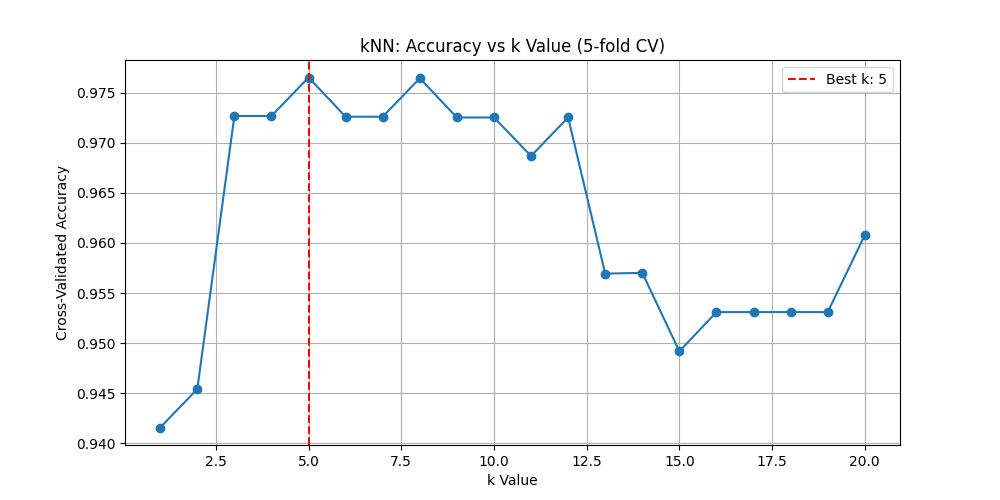 kNN: Accuracy vs k Value (5-fold CV)
Best k: 5
Cross-Validated Accuracy
0.975
0.970
0.965
0.960
0.955
0.950
0.945
0.940
2.5 5.0 7.5 10.0 12.5 15.0 17.5 20.0
k Value